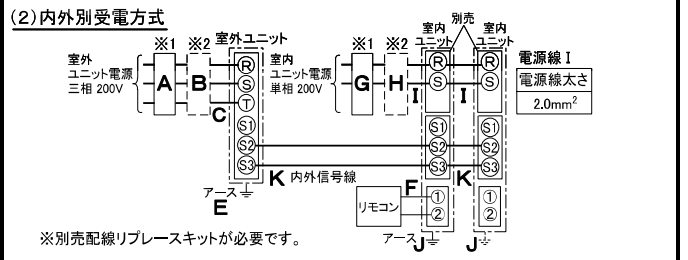 (2)内外別受電方式
※1 ※2 室外ユニット
室外
ユニット電源
三相 200V
A B C
R
S
T
S1
S2
S3
アース
E
室内
ユニット電源
単相 200V
※1 ※2
G H
別売
室内
ユニット
室内
ユニット
R
S
I
R
S
I
S1
S2
S3
S1
S2
S3
K 内外信号線
K
リモコン
F
①
②
①
②
アース J
J
電源線 I
電源線太さ
2.0mm²
※別売配線リプレースキットが必要です。